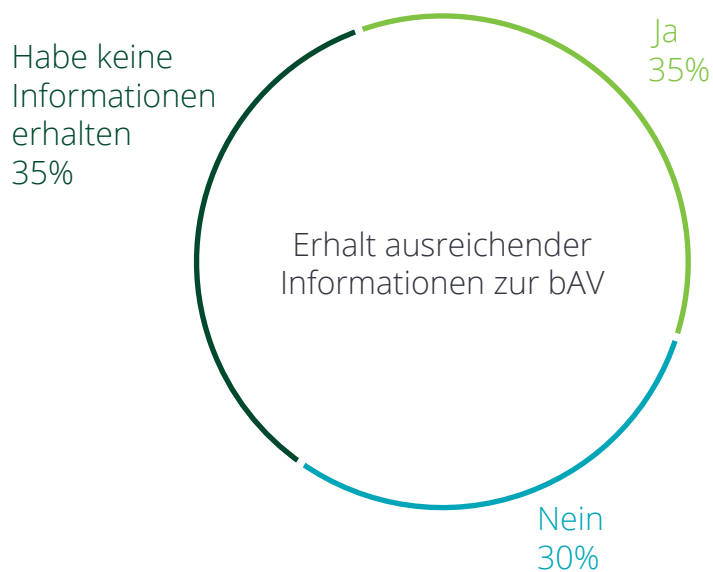 Habe keine
Informationen
erhalten
35%
Ja
35%
Erhalt ausreichender
Informationen zur bAV
Nein
30%